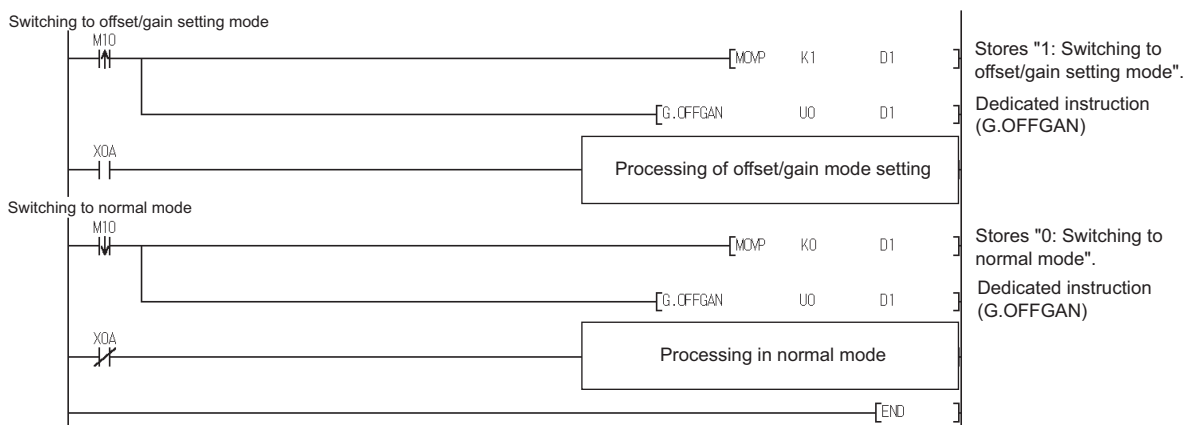 Switching to offset/gain setting mode
M10
[MOVP K1 D1]
Stores "1: Switching to
offset/gain setting mode".
[G.OFFGAN U0 D1]
Dedicated instruction
(G.OFFGAN)
X0A
Processing of offset/gain mode setting
Switching to normal mode
M10
[MOVP K0 D1]
Stores "0: Switching to
normal mode".
[G.OFFGAN U0 D1]
Dedicated instruction
(G.OFFGAN)
X0A
Processing in normal mode
[END]